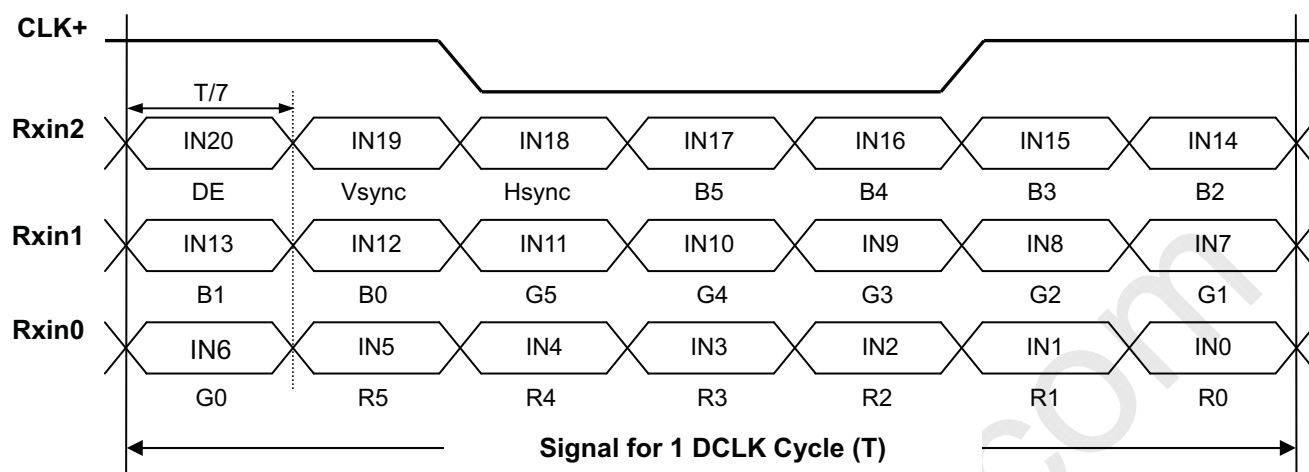 CLK+
T/7
Rxin2 IN20 IN19 IN18 IN17 IN16 IN15 IN14
DE Vsync Hsync B5 B4 B3 B2
Rxin1 IN13 IN12 IN11 IN10 IN9 IN8 IN7
B1 B0 G5 G4 G3 G2 G1
Rxin0 IN6 IN5 IN4 IN3 IN2 IN1 IN0
G0 R5 R4 R3 R2 R1 R0
Signal for 1 DCLK Cycle (T)
com